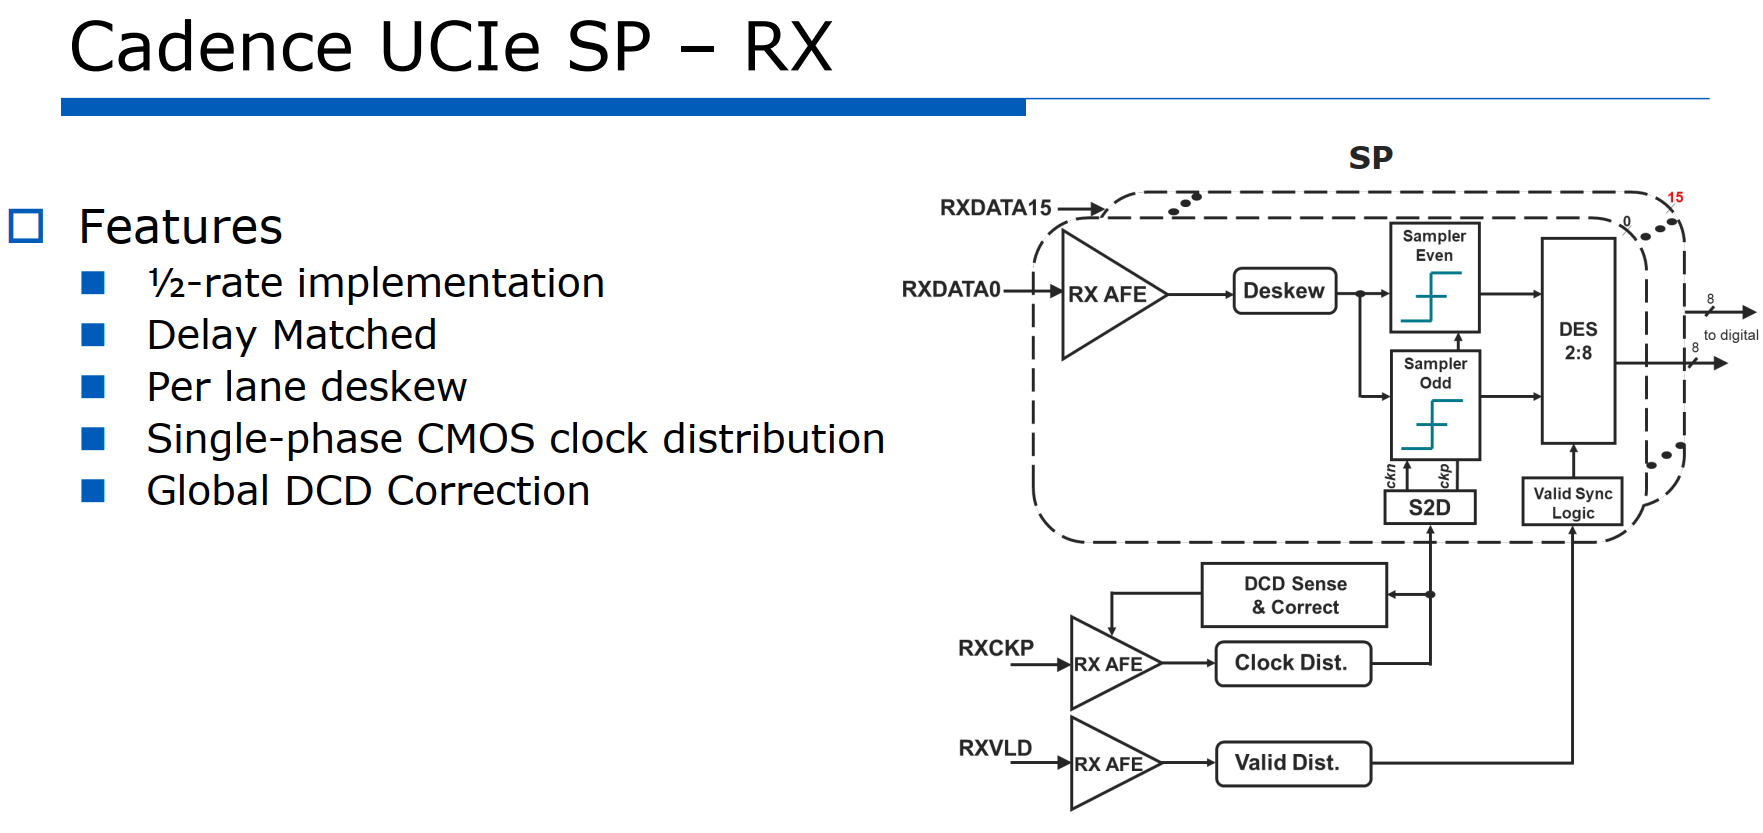 Cadence UCIe SP – RX
Features
½-rate implementation
Delay Matched
Per lane deskew
Single-phase CMOS clock distribution
Global DCD Correction
SP
RXDATA15
15
0
RXDATA0
RX AFE
Deskew
Sampler
Even
Sampler
Odd
DES
2:8
8
to digital
8
ckn
ckp
S2D
Valid Sync
Logic
DCD Sense
& Correct
RXCKP
RX AFE
Clock Dist.
RXVLD
RX AFE
Valid Dist.